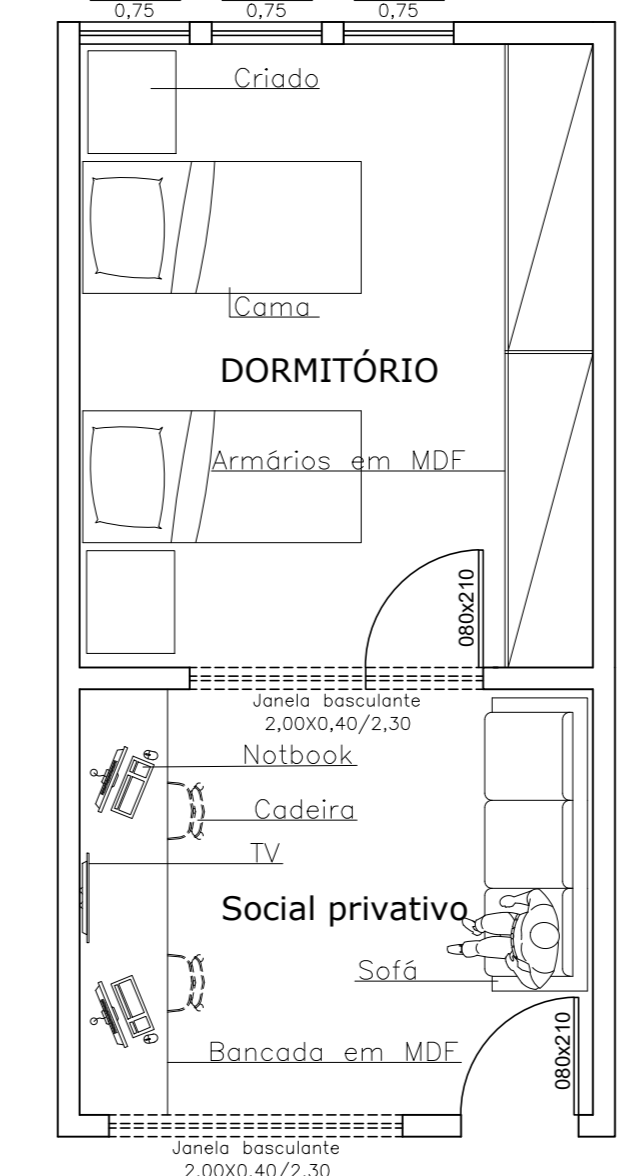 0,75 0,75 0,75
Criado
Cama
DORMITÓRIO
Armários em MDF
080x210
Janela basculante
2,00X0,40/2,30
Notbook
Cadeira
TV
Social privativo
Sofá
080x210
Bancada em MDF
Janela basculante
2,00X0,40/2,30